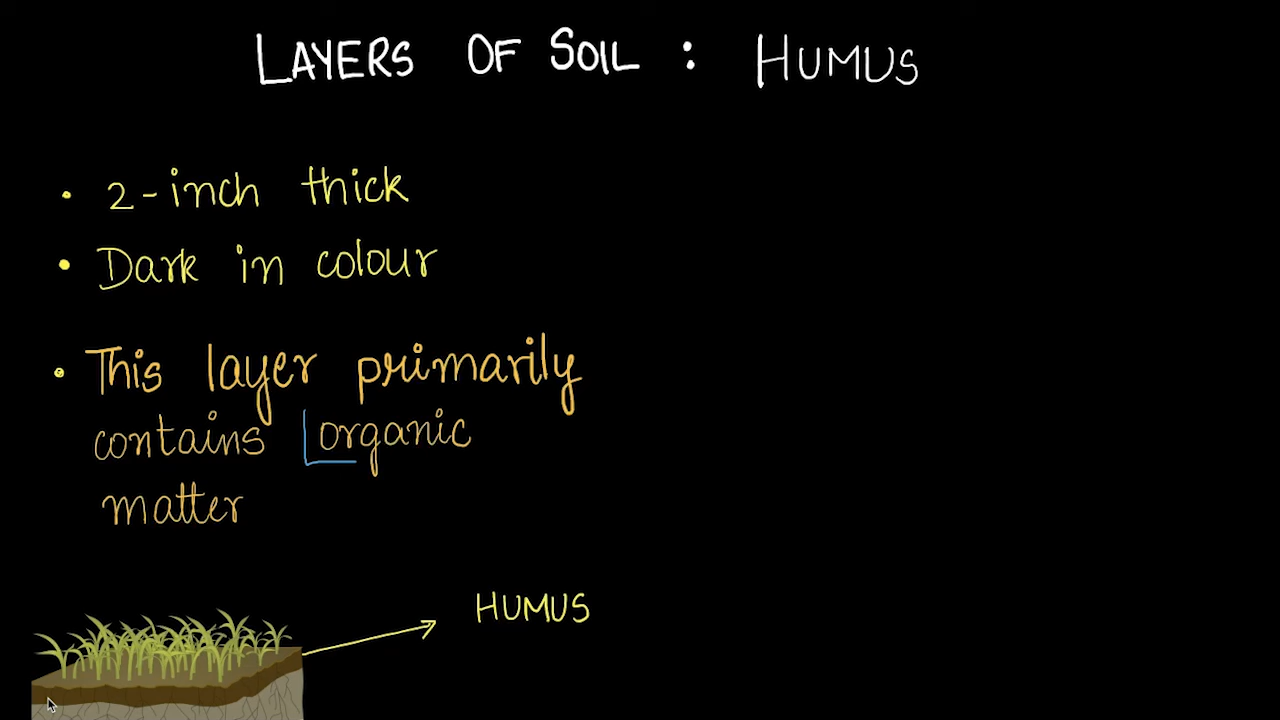 LAYERS OF SOIL : HUMUS
• 2-inch thick
• Dark in colour
• This layer primarily
contains organic
matter
HUMUS